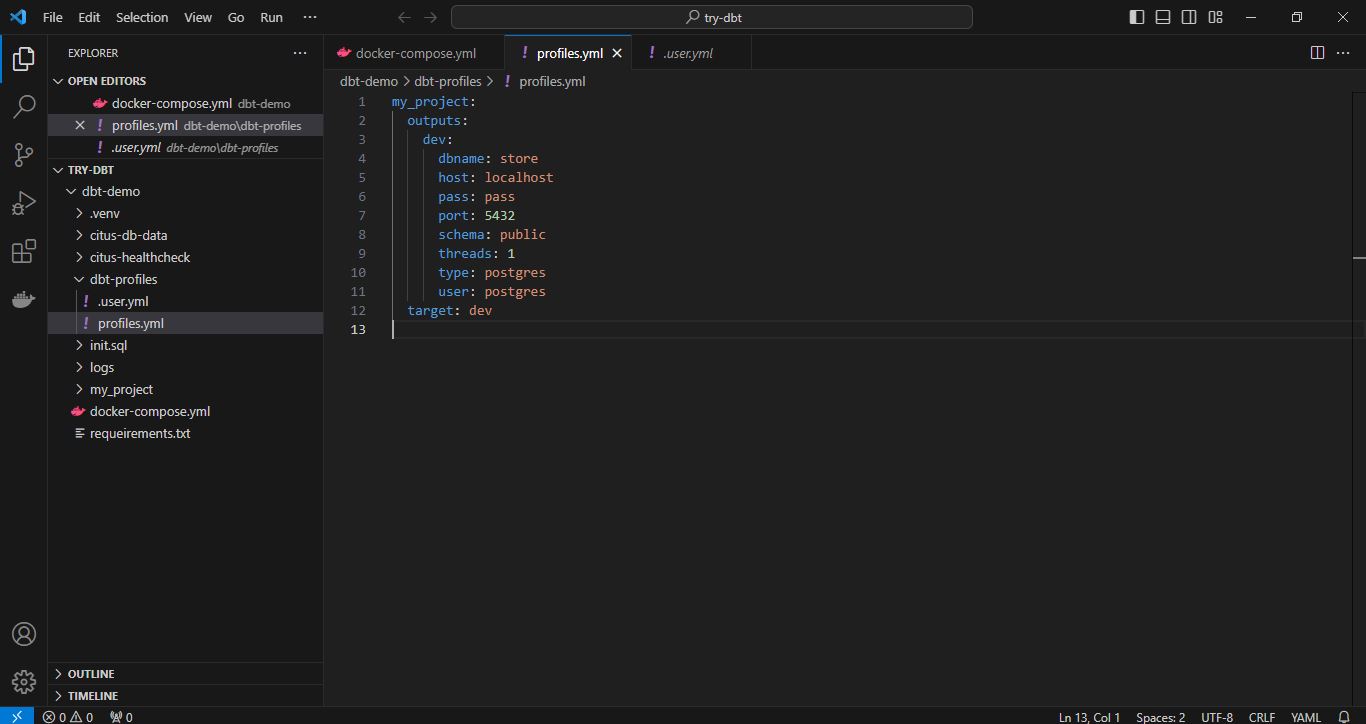 File Edit Selection View Go Run ···
try-dbt
EXPLORER ···
OPEN EDITORS
docker-compose.yml dbt-demo
profiles.yml dbt-demo\dbt-profiles
.user.yml dbt-demo\dbt-profiles
TRY-DBT
dbt-demo
.venv
citus-db-data
citus-healthcheck
dbt-profiles
! .user.yml
! profiles.yml
init.sql
logs
my_project
docker-compose.yml
requeirements.txt
OUTLINE
TIMELINE
docker-compose.yml ! profiles.yml ! .user.yml
dbt-demo > dbt-profiles > ! profiles.yml
1 my_project:
2 outputs:
3 dev:
4 dbname: store
5 host: localhost
6 pass: pass
7 port: 5432
8 schema: public
9 threads: 1
10 type: postgres
11 user: postgres
12 target: dev
13
0 0 0 Ln 13, Col 1 Spaces: 2 UTF-8 CRLF YAML